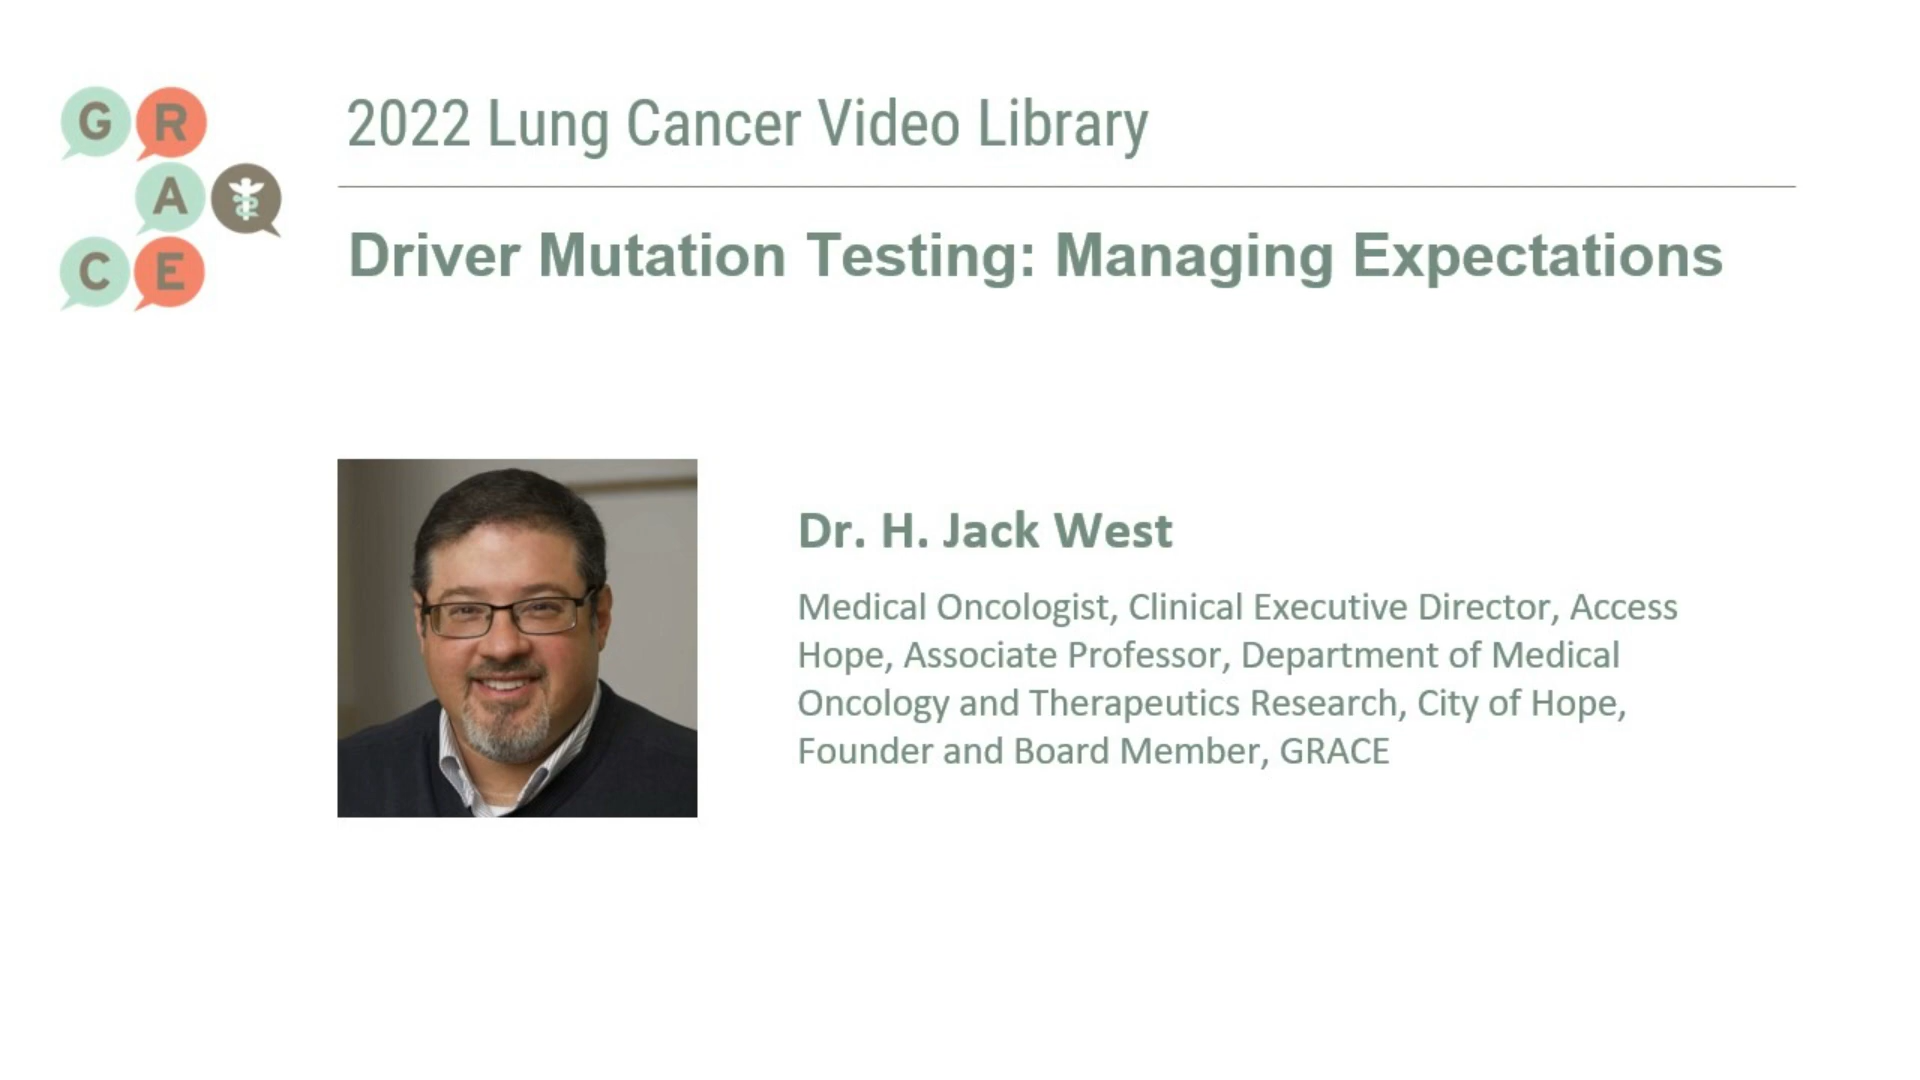 G R
A
C E
2022 Lung Cancer Video Library
Driver Mutation Testing: Managing Expectations
Dr. H. Jack West
Medical Oncologist, Clinical Executive Director, Access
Hope, Associate Professor, Department of Medical
Oncology and Therapeutics Research, City of Hope,
Founder and Board Member, GRACE